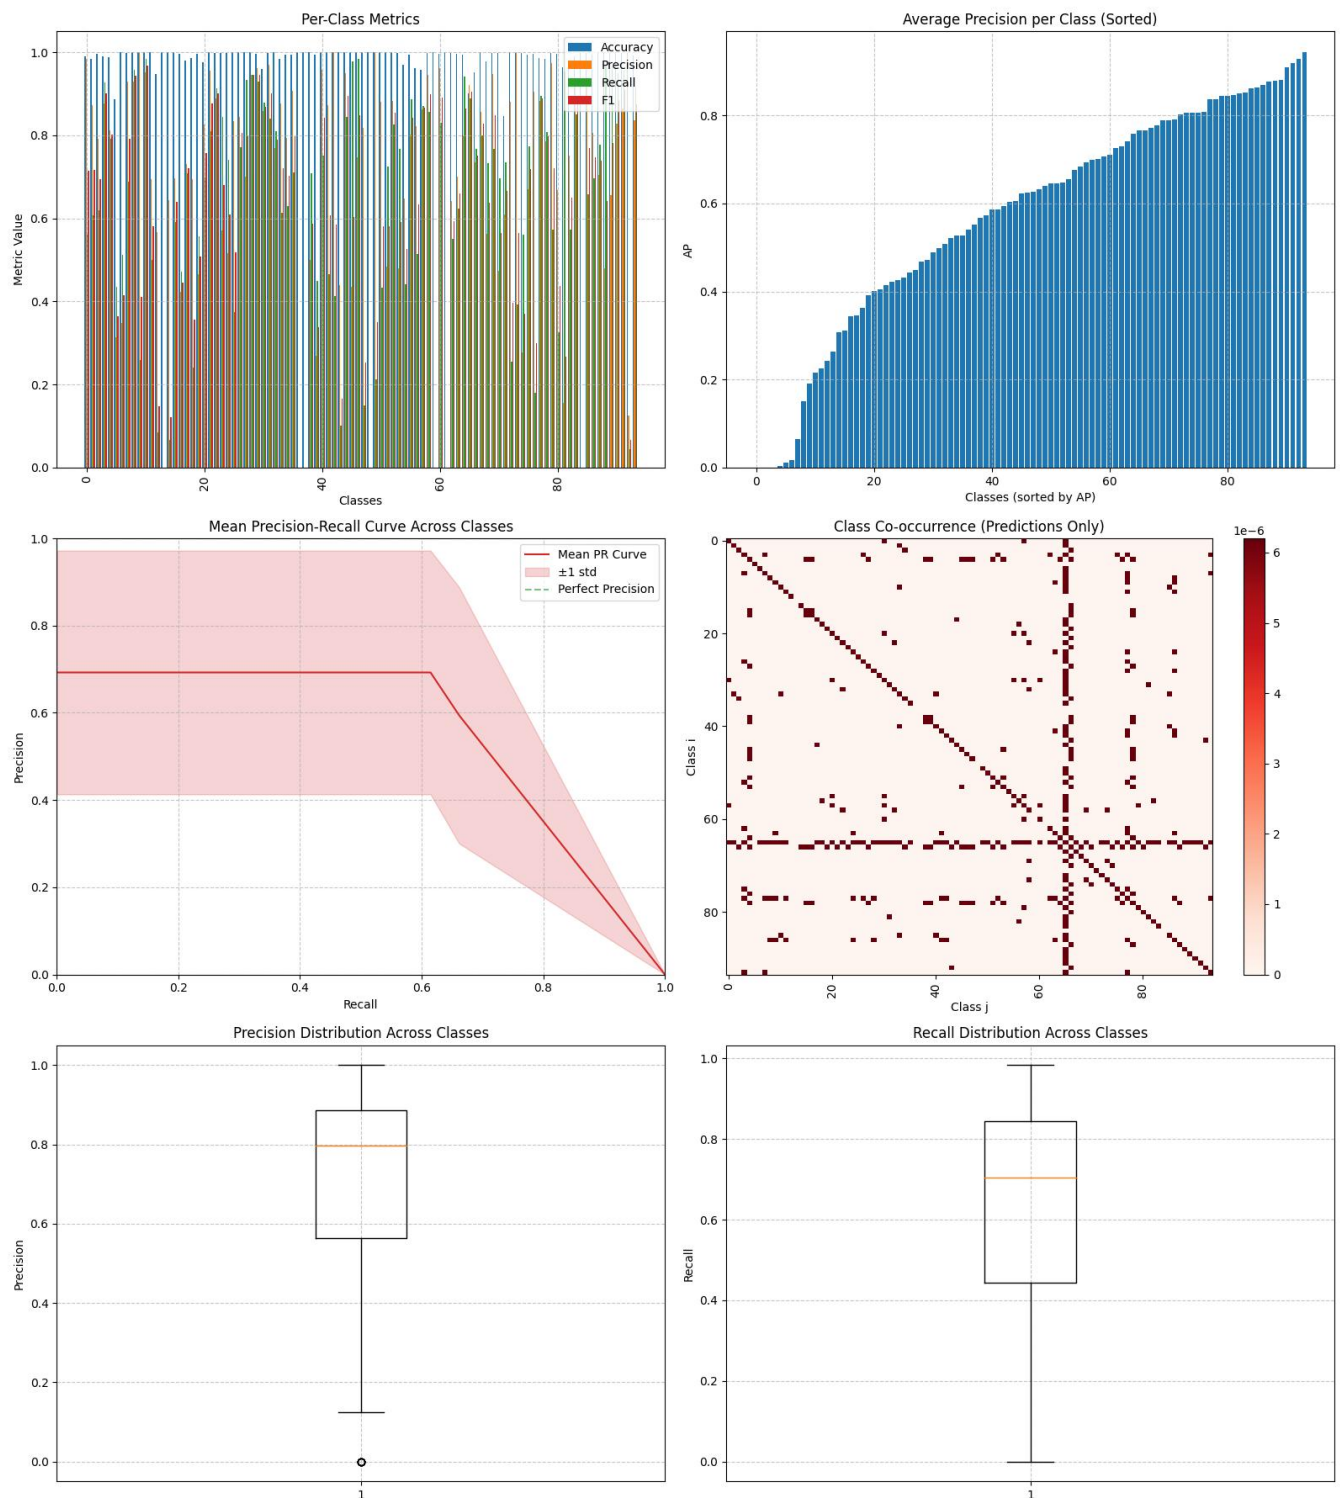 Per-Class Metrics
Metric Value
1.0
0.8
0.6
0.4
0.2
0.0
Accuracy
Precision
Recall
F1
0 20 40 60 80
Classes
Average Precision per Class (Sorted)
AP
0.8
0.6
0.4
0.2
0.0
0 20 40 60 80
Classes (sorted by AP)
Mean Precision-Recall Curve Across Classes
Precision
1.0
0.8
0.6
0.4
0.2
0.0
Mean PR Curve
±1 std
Perfect Precision
0.0 0.2 0.4 0.6 0.8 1.0
Recall
Class Co-occurrence (Predictions Only)
Class i
0
20
40
60
80
0 20 40 60 80
Class j
1e−6
6
5
4
3
2
1
0
Precision Distribution Across Classes
Precision
1.0
0.8
0.6
0.4
0.2
0.0
1
Recall Distribution Across Classes
Recall
1.0
0.8
0.6
0.4
0.2
0.0
1